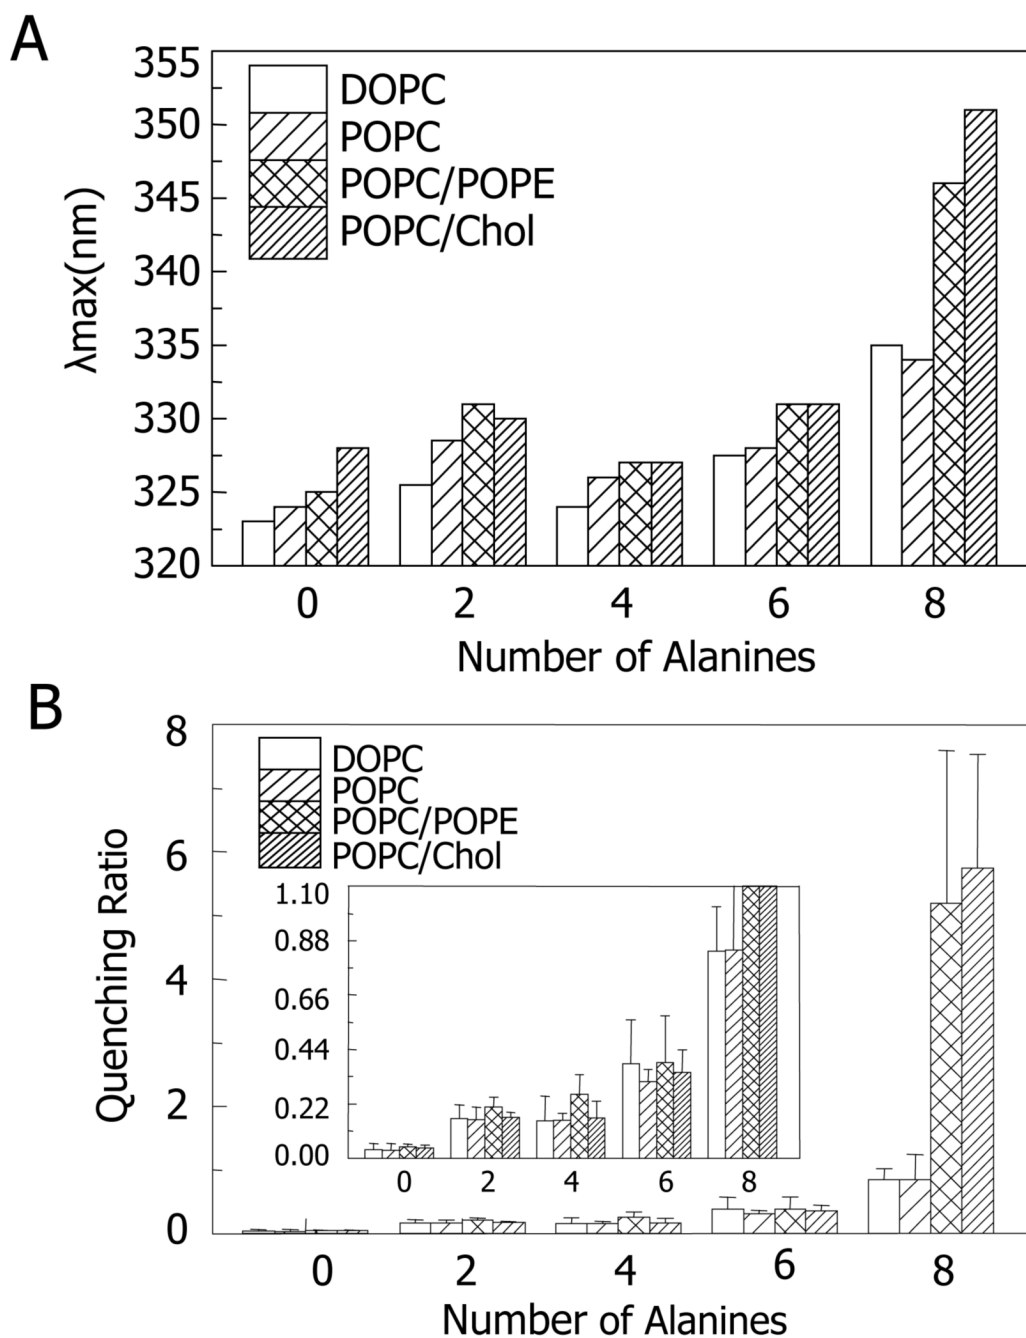 A
355
350
345
340
335
330
325
320
λmax(nm)
DOPC
POPC
POPC/POPE
POPC/Chol
0 2 4 6 8
Number of Alanines
B
8
6
4
2
0
Quenching Ratio
DOPC
POPC
POPC/POPE
POPC/Chol
1.10
0.88
0.66
0.44
0.22
0.00
0 2 4 6 8
0 2 4 6 8
Number of Alanines